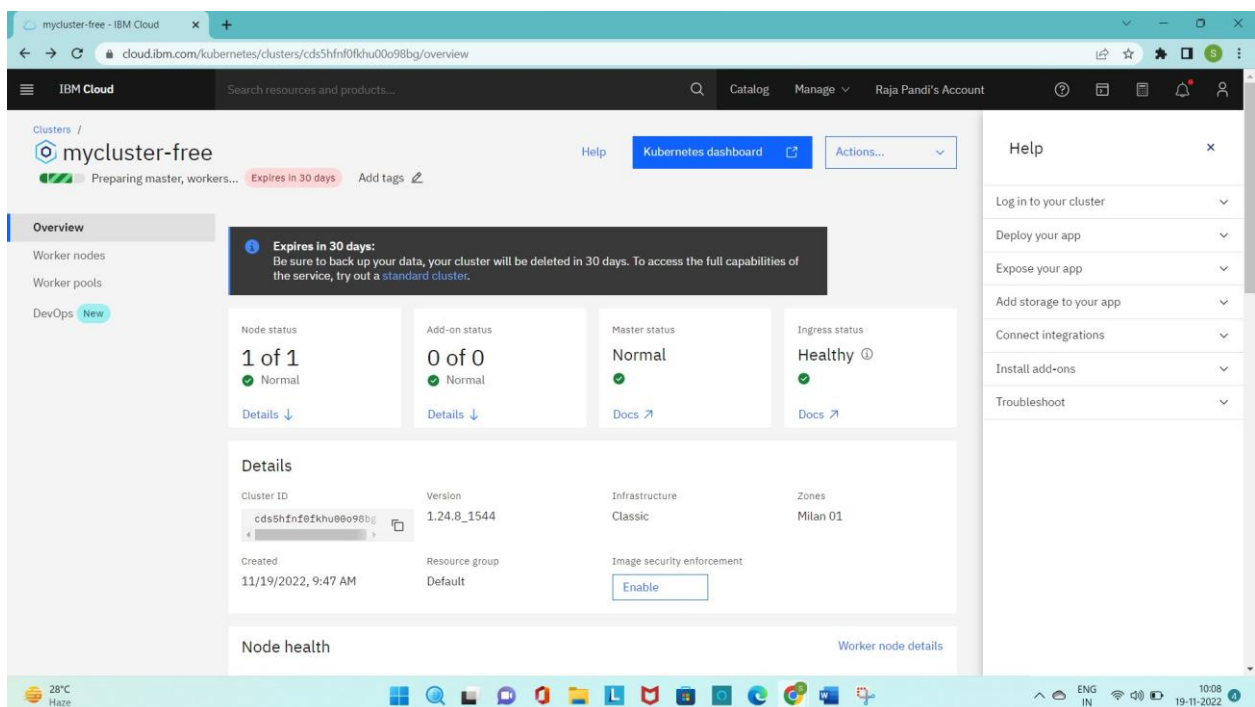 mycluster-free - IBM Cloud
cloud.ibm.com/kubernetes/clusters/cds5hfnf0fkhu00o98bg/overview
S
IBM Cloud
Search resources and products...
Catalog
Manage
Raja Pandi's Account
Clusters /
mycluster-free
Help
Kubernetes dashboard
Actions...
Preparing master, workers...
Expires in 30 days
Add tags
Overview
Worker nodes
Worker pools
DevOps New
Expires in 30 days:
Be sure to back up your data, your cluster will be deleted in 30 days. To access the full capabilities of
the service, try out a standard cluster.
Node status
1 of 1
Normal
Details ↓
Add-on status
0 of 0
Normal
Details ↓
Master status
Normal
Docs ↗
Ingress status
Healthy
Docs ↗
Details
Cluster ID
cds5hfnf0fkhu00o98bg
Version
1.24.8_1544
Infrastructure
Classic
Zones
Milan 01
Created
11/19/2022, 9:47 AM
Resource group
Default
Image security enforcement
Enable
Node health
Worker node details
Help
Log in to your cluster
Deploy your app
Expose your app
Add storage to your app
Connect integrations
Install add-ons
Troubleshoot
28°C
Haze
L
ENG
IN
10:08
19-11-2022
4